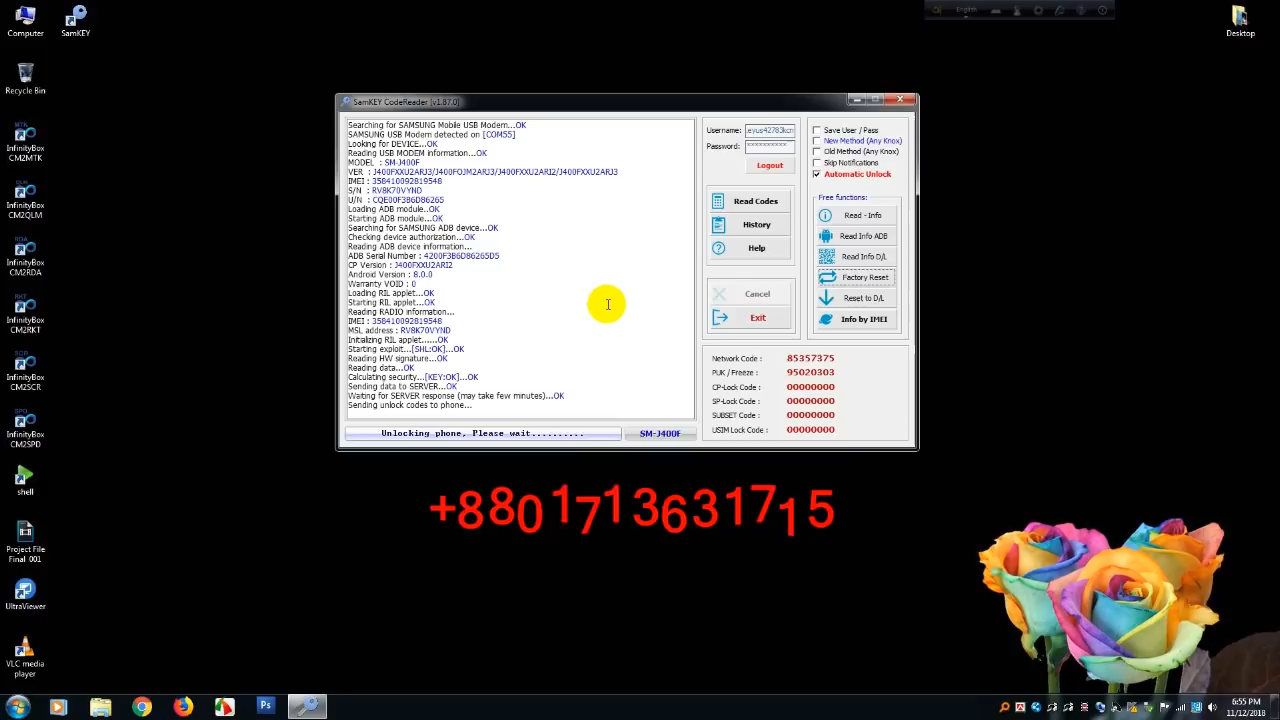 Computer
SamKEY
Recycle Bin
InfinityBox
CM2MTK
InfinityBox
CM2QLM
InfinityBox
CM2RDA
InfinityBox
CM2RKT
InfinityBox
CM2SCR
InfinityBox
CM2SPD
shell
Project File
Final 001
UltraViewer
VLC media
player
English
Desktop
SamKEY CodeReader [v1.87.0]
Searching for SAMSUNG Mobile USB Modem...OK
SAMSUNG USB Modem detected on [COM55]
Looking for DEVICE...OK
Reading USB MODEM information...OK
MODEL : SM-J400F
VER : J400FXXU2ARJ3/J400FOJM2ARJ3/J400FXXU2ARI2/J400FXXU2ARJ3
IMEI : 358410092819548
S/N : RV8K70VYND
U/N : CQE00F3B6D86265
Loading ADB module..OK
Starting ADB module...OK
Searching for SAMSUNG ADB device...OK
Checking device authorization...OK
Reading ADB device information...
ADB Serial Number : 4200F3B6D86265D5
CP Version : J400FXXU2ARI2
Android Version : 8.0.0
Warranty VOID : 0
Loading RIL applet...OK
Starting RIL applet...OK
Reading RADIO information...
IMEI : 358410092819548
MSL address : RV8K70VYND
Initializing RIL applet......OK
Starting exploit...[SHL:OK]...OK
Reading HW signature...OK
Reading data...OK
Calculating security...[KEY:OK]...OK
Sending data to SERVER...OK
Waiting for SERVER response (may take few minutes)...OK
Sending unlock codes to phone...
Unlocking phone, Please wait..........
SM-J400F
Username:
Password: **********
Logout
Read Codes
History
Help
Cancel
Exit
Save User / Pass
New Method (Any Knox)
Old Method (Any Knox)
Skip Notifications
Automatic Unlock
Free functions:
Read - Info
Read Info ADB
Read Info D/L
Factory Reset
Reset to D/L
Info by IMEI
Network Code : 85357375
PUK / Freeze : 95020303
CP-Lock Code : 00000000
SP-Lock Code : 00000000
SUBSET Code : 00000000
USIM Lock Code : 00000000
+8801713631715
Ps
6:55 PM
11/12/2018